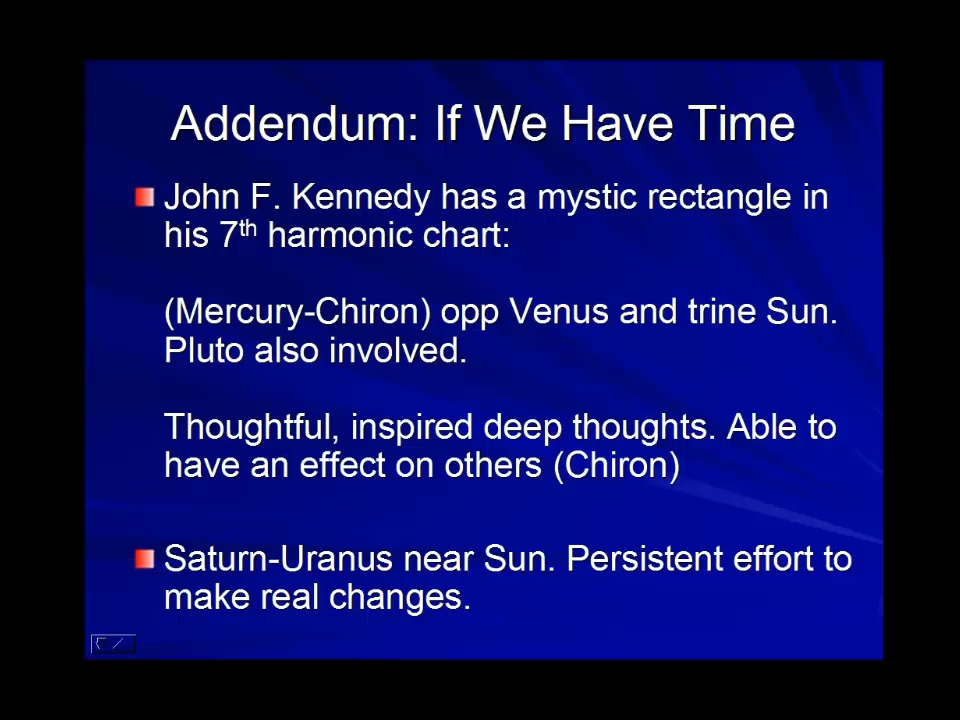 Addendum: If We Have Time
John F. Kennedy has a mystic rectangle in
his 7th harmonic chart:
(Mercury-Chiron) opp Venus and trine Sun.
Pluto also involved.
Thoughtful, inspired deep thoughts. Able to
have an effect on others (Chiron)
Saturn-Uranus near Sun. Persistent effort to
make real changes.